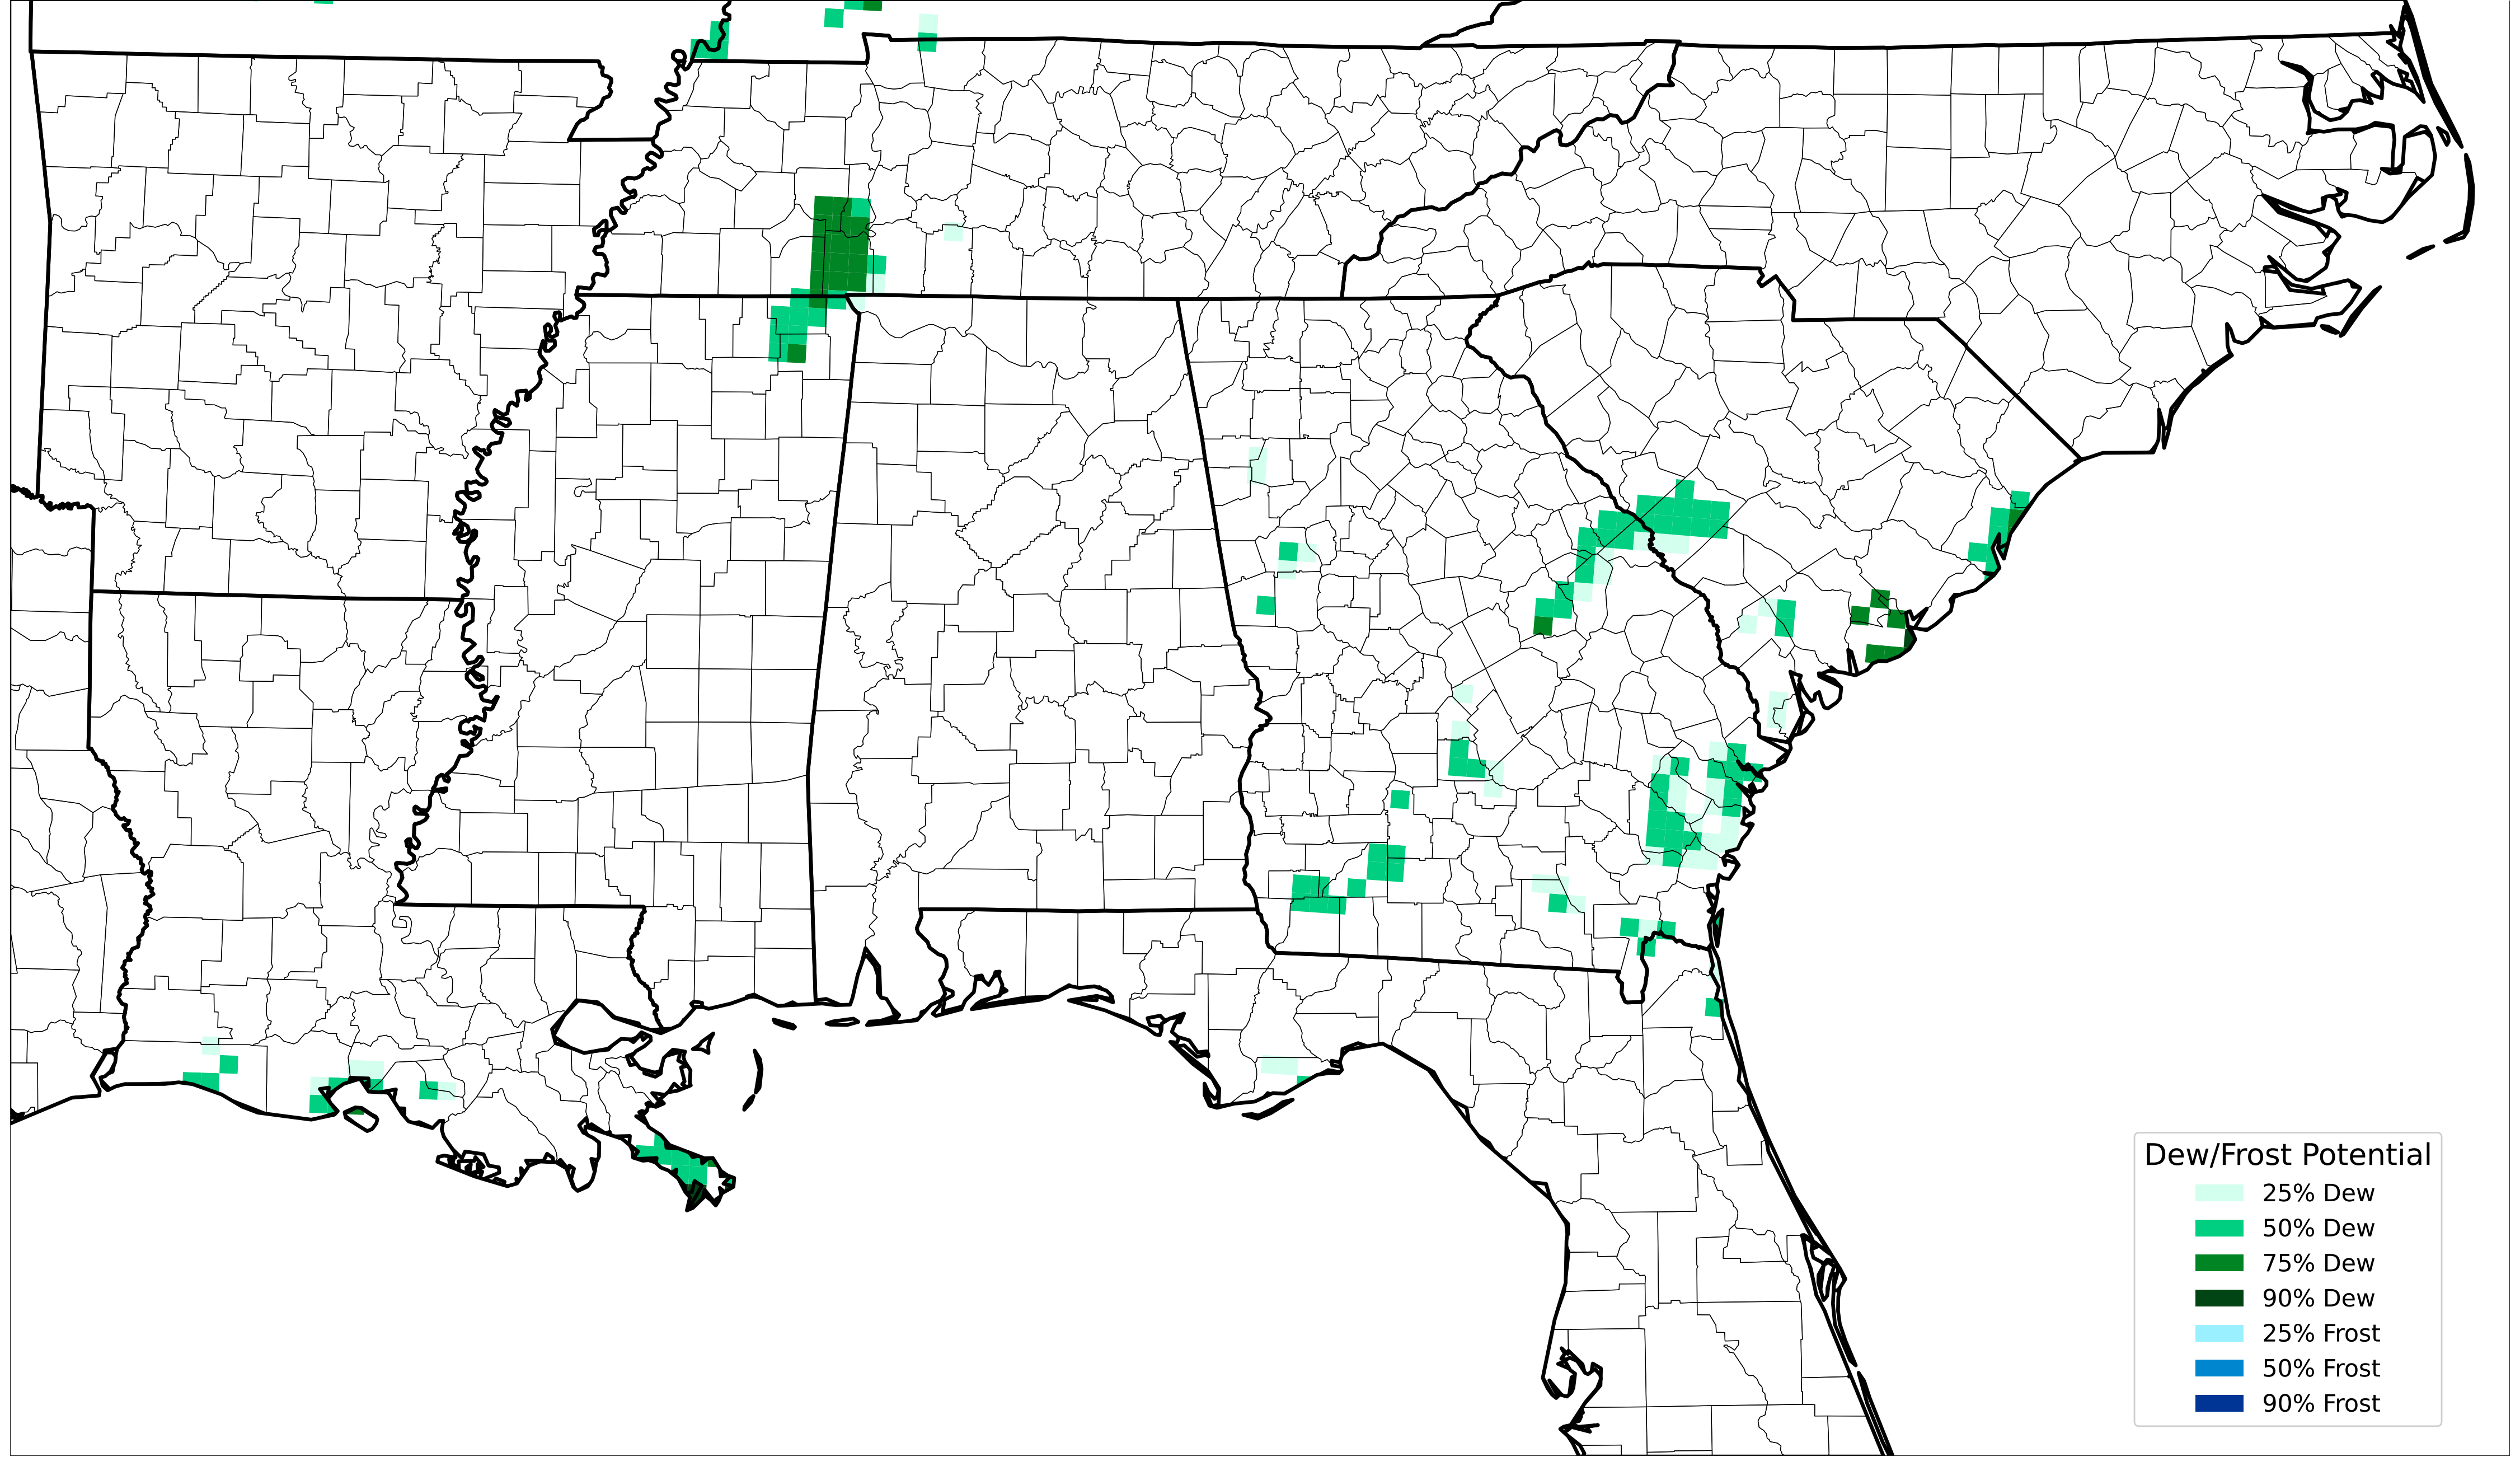 Dew/Frost Potential
25% Dew
50% Dew
75% Dew
90% Dew
25% Frost
50% Frost
90% Frost